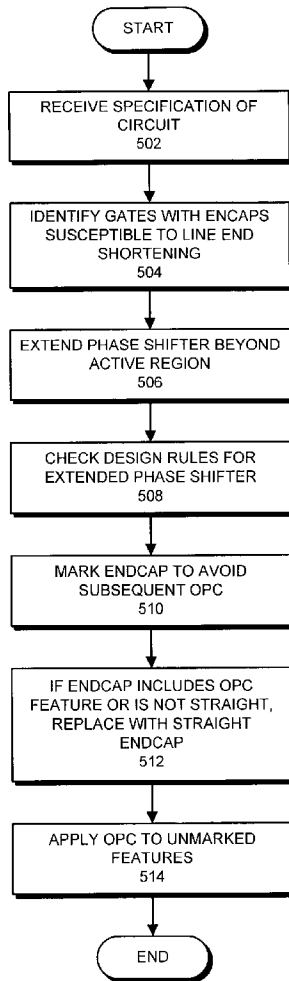 START
RECEIVE SPECIFICATION OF
CIRCUIT
502
IDENTIFY GATES WITH ENCAPS
SUSCEPTIBLE TO LINE END
SHORTENING
504
EXTEND PHASE SHIFTER BEYOND
ACTIVE REGION
506
CHECK DESIGN RULES FOR
EXTENDED PHASE SHIFTER
508
MARK ENDCAP TO AVOID
SUBSEQUENT OPC
510
IF ENDCAP INCLUDES OPC
FEATURE OR IS NOT STRAIGHT,
REPLACE WITH STRAIGHT
ENDCAP
512
APPLY OPC TO UNMARKED
FEATURES
514
END